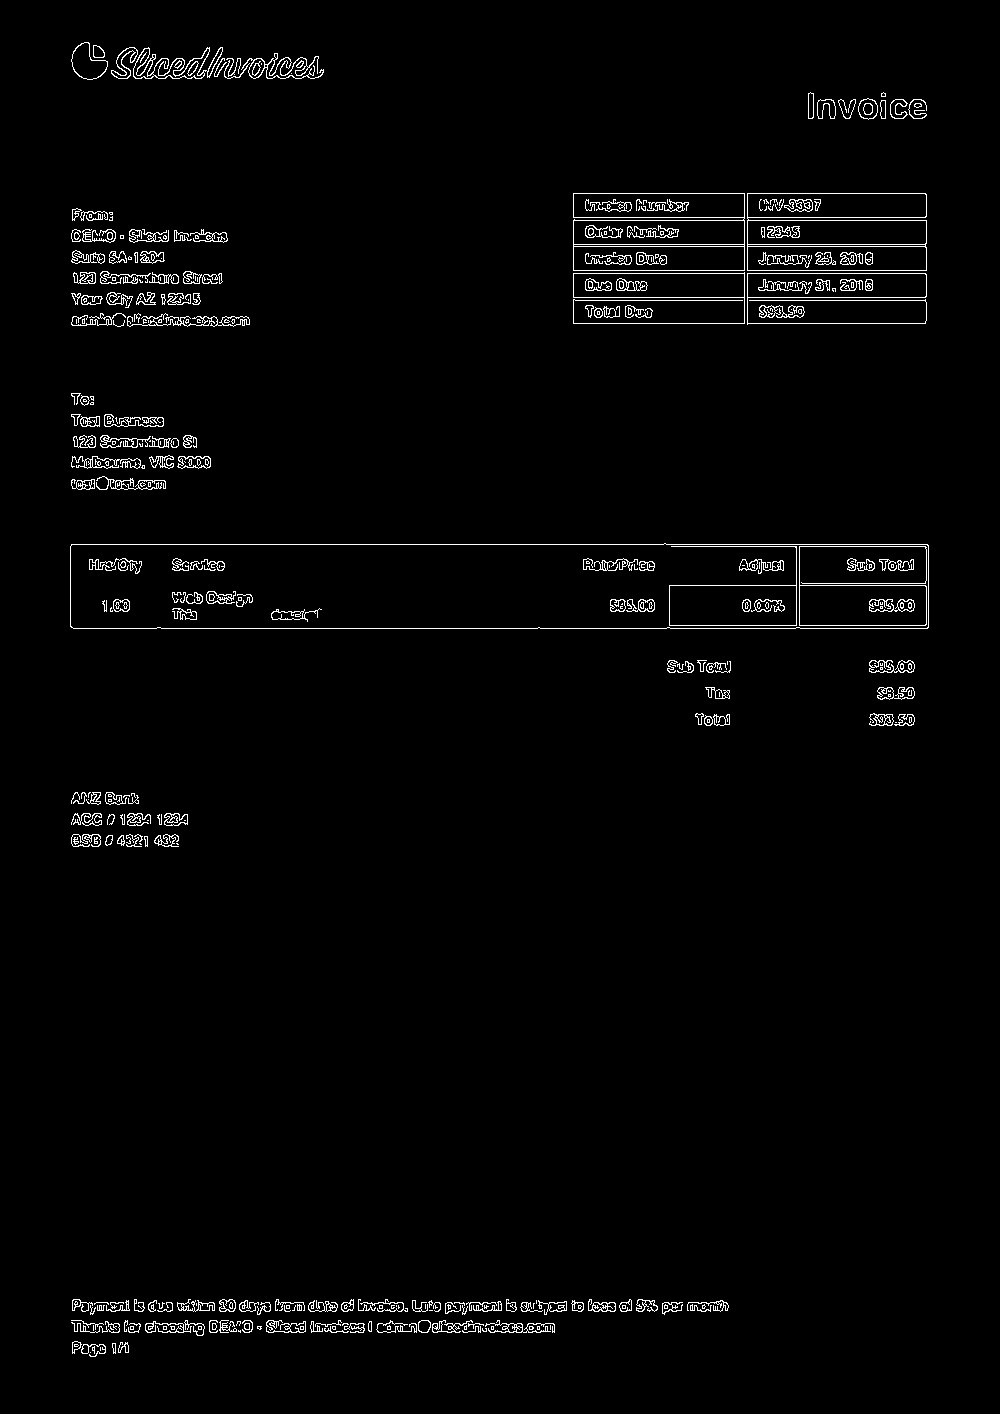 SlicedInvoices
Invoice
From:
DEMO - Sliced Invoices
Suite 5A-1204
123 Somewhere Street
Your City AZ 12345
admin@slicedinvoices.com
Invoice Number INV-3337
Order Number 12345
Invoice Date January 25, 2016
Due Date January 31, 2016
Total Due $93.50
To:
Test Business
123 Somewhere St
Melbourne, VIC 3000
test@test.com
Hrs/Qty Service Rate/Price Adjust Sub Total
1.00 Web Design $85.00 0.00% $85.00
This
Sub Total $85.00
Tax $8.50
Total $93.50
ANZ Bank
ACC # 1234 1234
BSB # 4321 432
Payment is due within 30 days from date of invoice. Late payment is subject to fees of 5% per month.
Thanks for choosing DEMO - Sliced Invoices | admin@slicedinvoices.com
Page 1/1